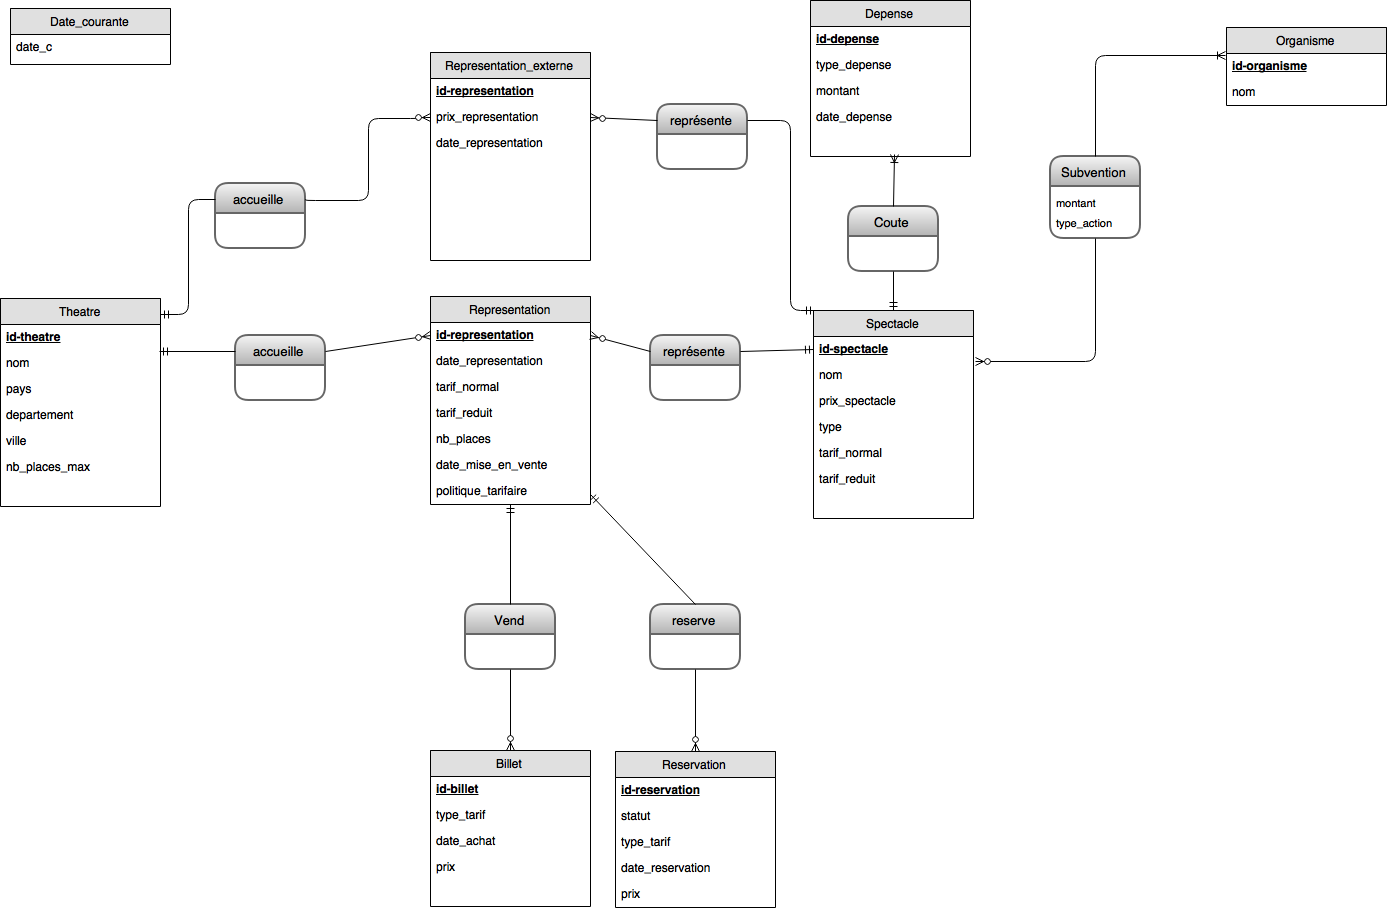 Date_courante
date_c
Representation_externe
id-representation
prix_representation
date_representation
représente
Depense
id-depense
type_depense
montant
date_depense
Organisme
id-organisme
nom
Subvention
montant
type_action
accueille
Coute
Theatre
id-theatre
nom
pays
departement
ville
nb_places_max
accueille
Representation
id-representation
date_representation
tarif_normal
tarif_reduit
nb_places
date_mise_en_vente
politique_tarifaire
représente
Spectacle
id-spectacle
nom
prix_spectacle
type
tarif_normal
tarif_reduit
Vend
reserve
Billet
id-billet
type_tarif
date_achat
prix
Reservation
id-reservation
statut
type_tarif
date_reservation
prix